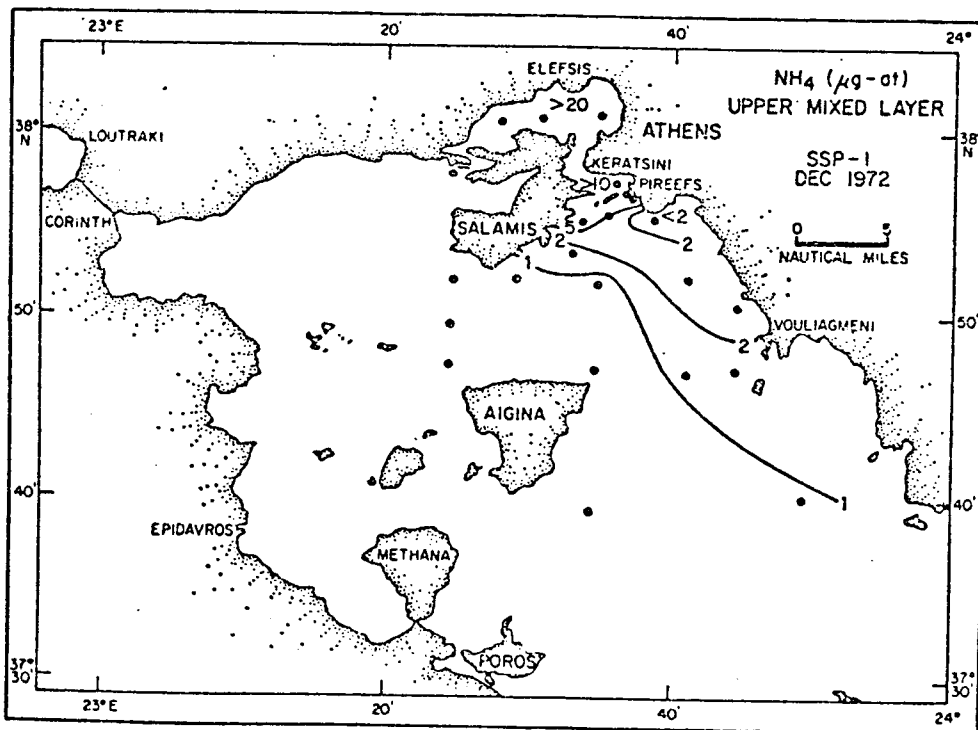 23°E 20' 40' 24°
ELEFSIS
NH₄ (μg-at)
UPPER MIXED LAYER
>20
38°
N
LOUTRAKI
ATHENS
38°
N
KERATSINI
SSP-1
DEC 1972
>10
PIREEFS
CORINTH
SALAMIS
5
<2
2
2
0 5
NAUTICAL MILES
1
50'
VOULIAGMENI
50'
2
AIGINA
40'
1
40'
EPIDAVROS
METHANA
POROS
37°
30'
37°
30'
23°E 20' 40' 24°